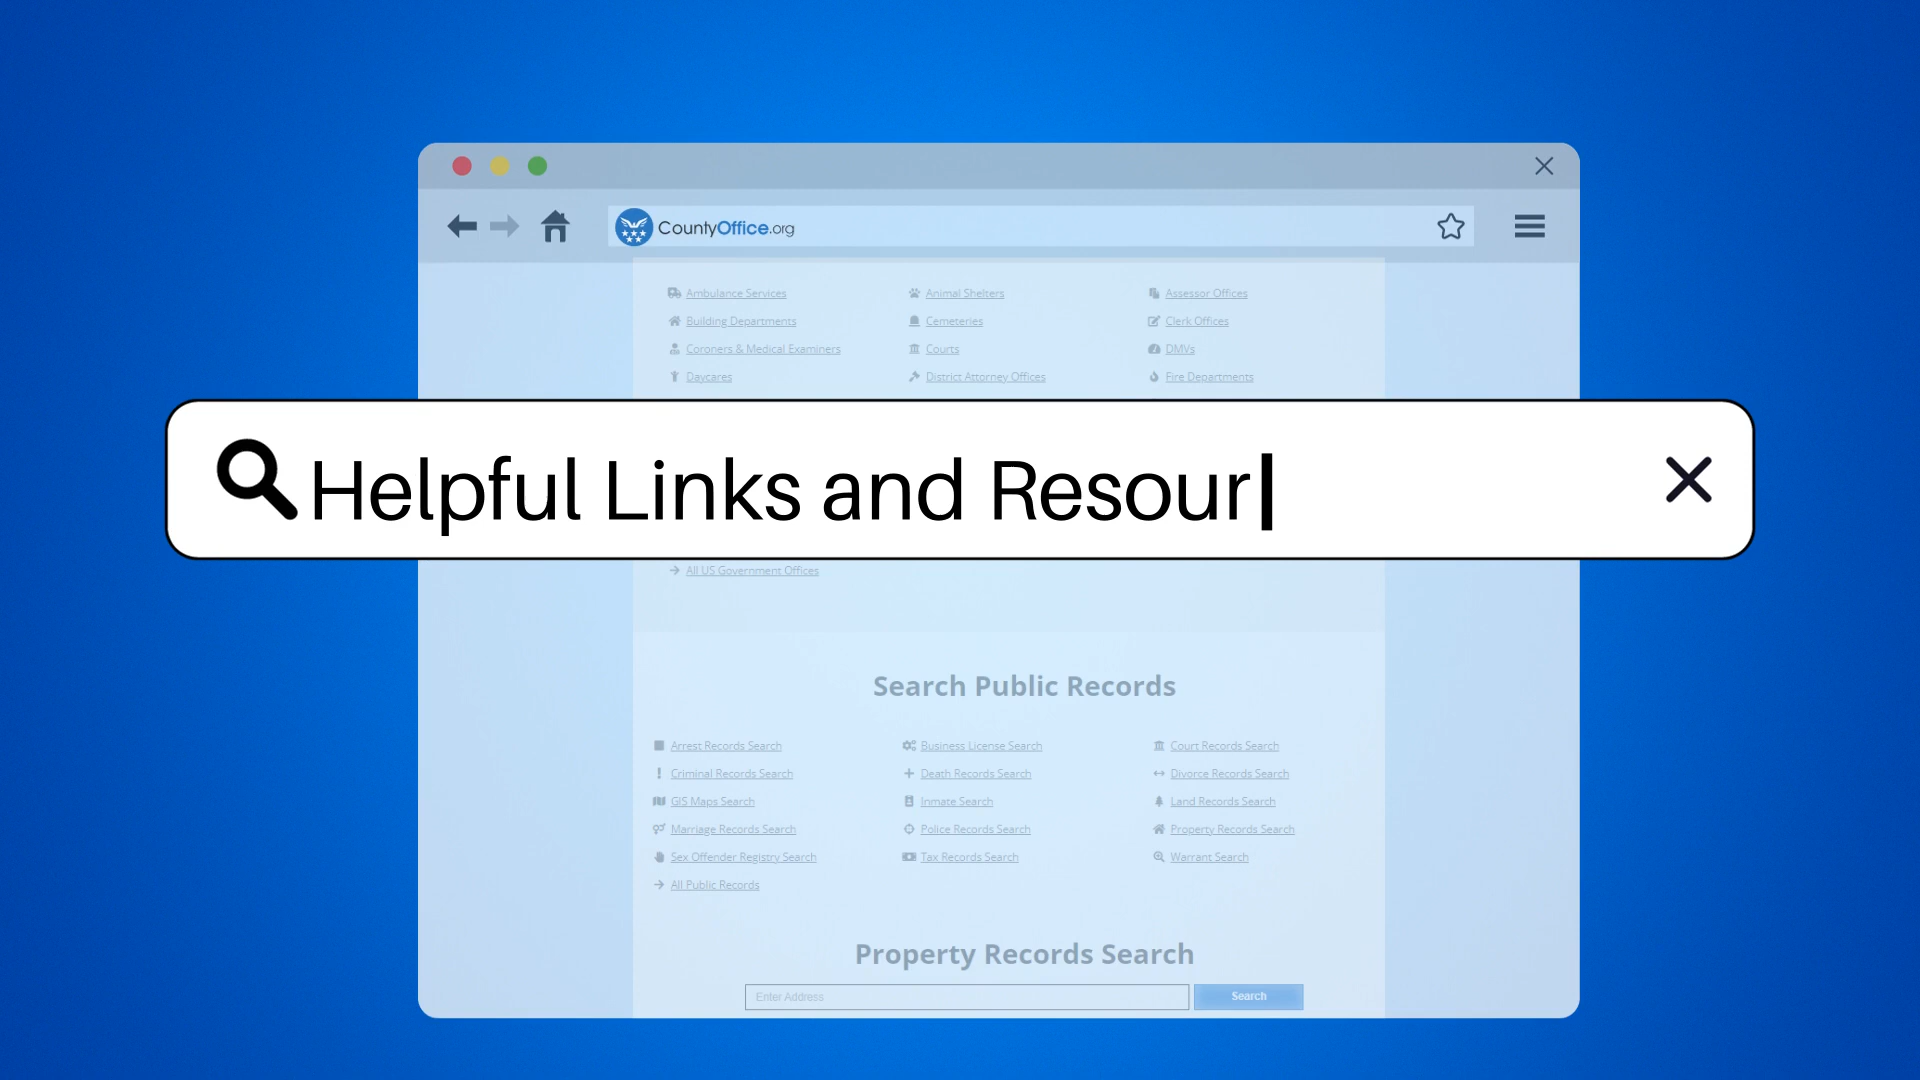 CountyOffice.org
Ambulance Services Animal Shelters Assessor Offices
Building Departments Cemeteries Clerk Offices
Coroners & Medical Examiners Courts DMVs
Daycares District Attorney Offices Fire Departments
Helpful Links and Resour
All US Government Offices
Search Public Records
Arrest Records Search Business License Search Court Records Search
Criminal Records Search Death Records Search Divorce Records Search
GIS Maps Search Inmate Search Land Records Search
Marriage Records Search Police Records Search Property Records Search
Sex Offender Registry Search Tax Records Search Warrant Search
All Public Records
Property Records Search
Enter Address Search